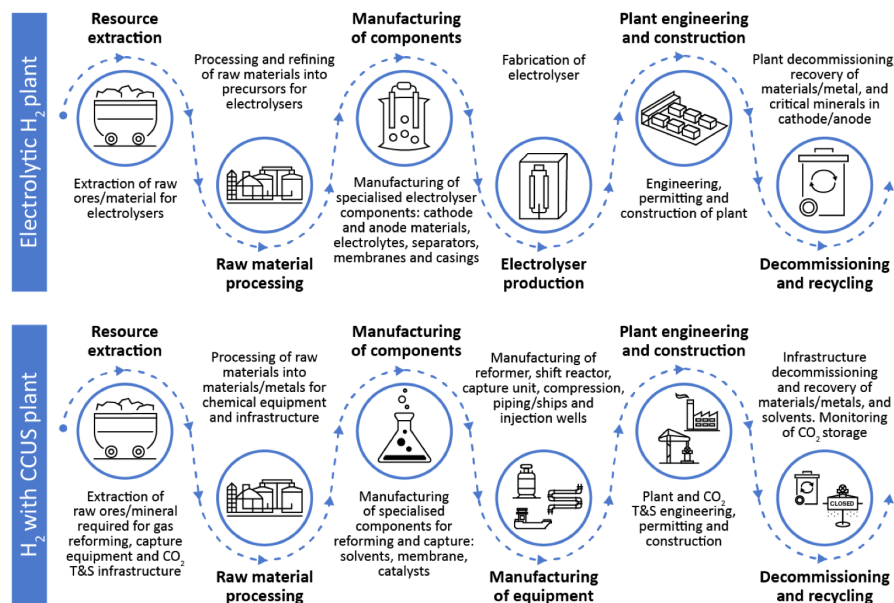 Electrolytic H2 plant
Resource
extraction
Extraction of raw
ores/material for
electrolysers
Processing and refining
of raw materials into
precursors for
electrolysers
Raw material
processing
Manufacturing
of components
Manufacturing of
specialised electrolyser
components: cathode
and anode materials,
electrolytes, separators,
membranes and casings
Fabrication
of electrolyser
Electrolyser
production
Plant engineering
and construction
Engineering,
permitting and
construction of plant
Plant decommissioning
recovery of
materials/metal, and
critical minerals in
cathode/anode
Decommissioning
and recycling
H2 with CCUS plant
Resource
extraction
Extraction of
raw ores/mineral
required for gas
reforming, capture
equipment and CO2
T&S infrastructure
Processing of raw
materials into
materials/metals for
chemical equipment
and infrastructure
Raw material
processing
Manufacturing
of components
Manufacturing
of specialised
components for
reforming and capture:
solvents, membrane,
catalysts
Manufacturing of
reformer, shift reactor,
capture unit, compression,
piping/ships and
injection wells
Manufacturing
of equipment
Plant engineering
and construction
Plant and CO2
T&S engineering,
permitting and
construction
Infrastructure
decommissioning
and recovery of
materials/metals, and
solvents. Monitoring
of CO2 storage
CLOSED
Decommissioning
and recycling